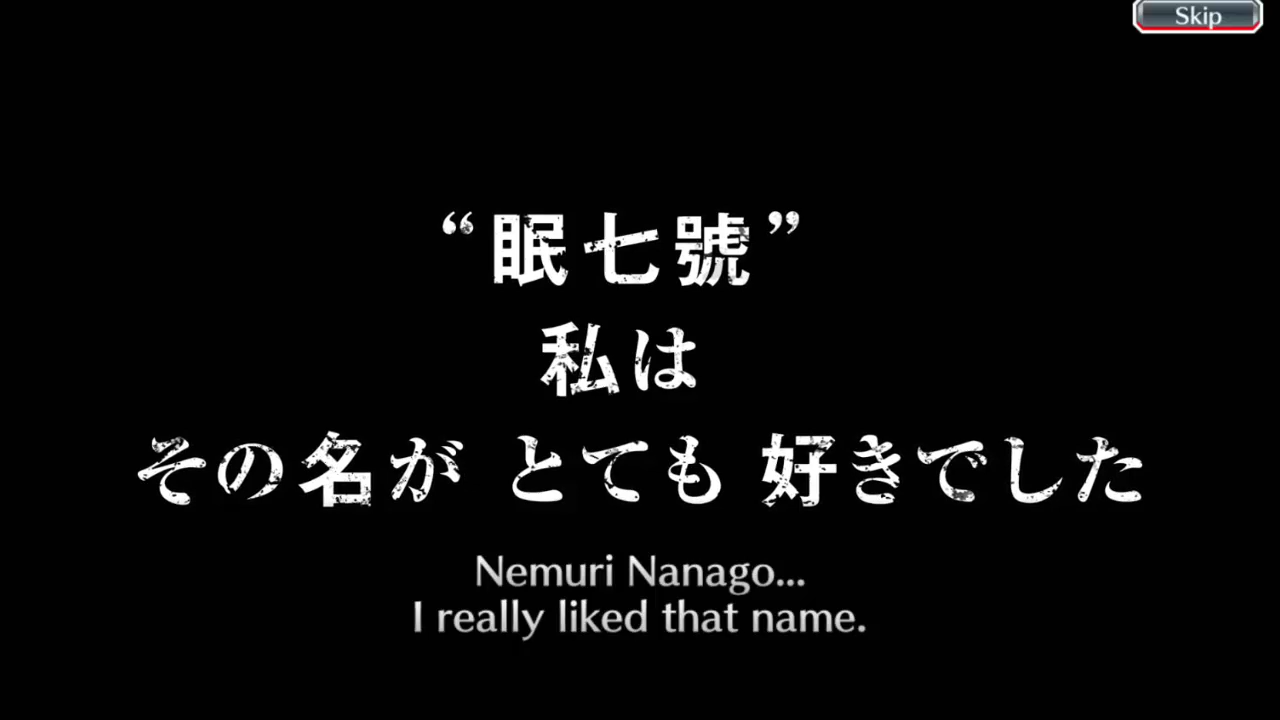 Skip
“眠七號”
私は
その名が とても 好きでした
Nemuri Nanago...
I really liked that name.